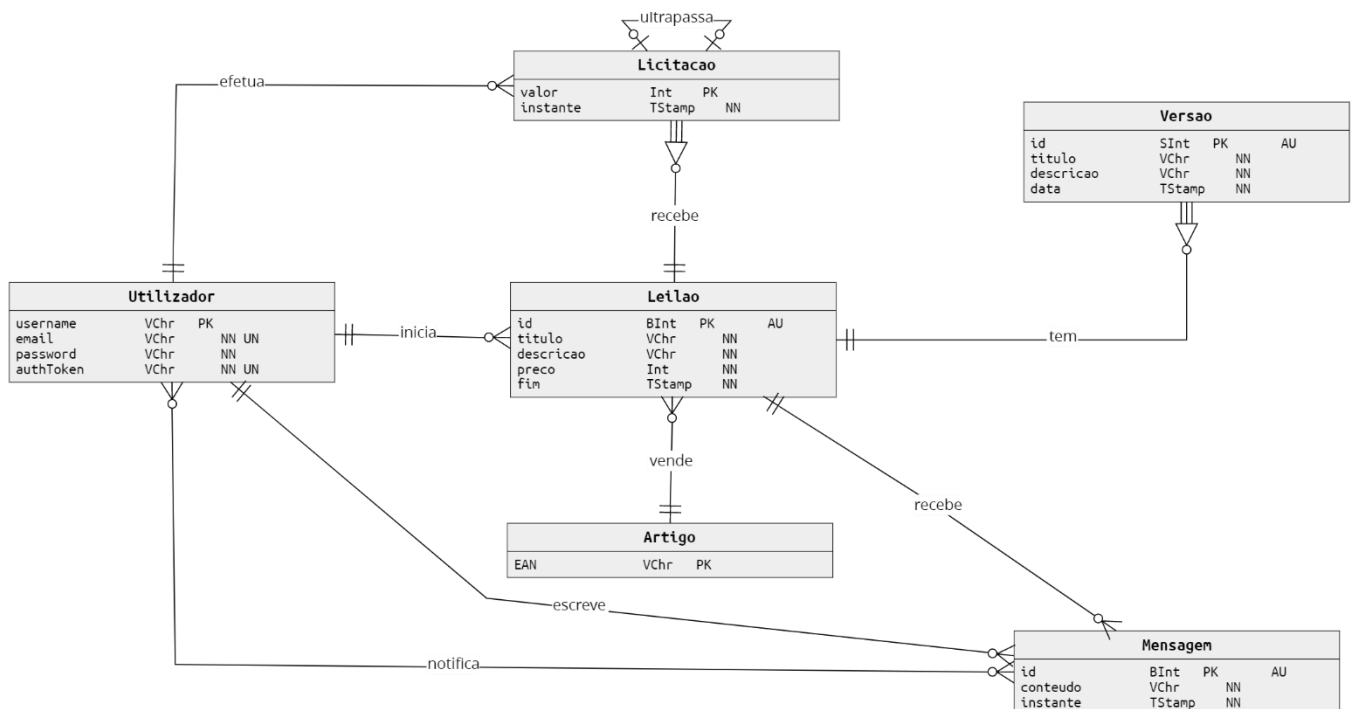 ultrapassa
Licitacao
valor Int PK
instante TStamp NN
efetua
Versao
id SInt PK AU
titulo VChr NN
descricao VChr NN
data TStamp NN
recebe
Utilizador
username VChr PK
email VChr NN UN
password VChr NN
authToken VChr NN UN
inicia
Leilao
id BInt PK AU
titulo VChr NN
descricao VChr NN
preco Int NN
fim TStamp NN
tem
vende
recebe
Artigo
EAN VChr PK
escreve
notifica
Mensagem
id BInt PK AU
conteudo VChr NN
instante TStamp NN